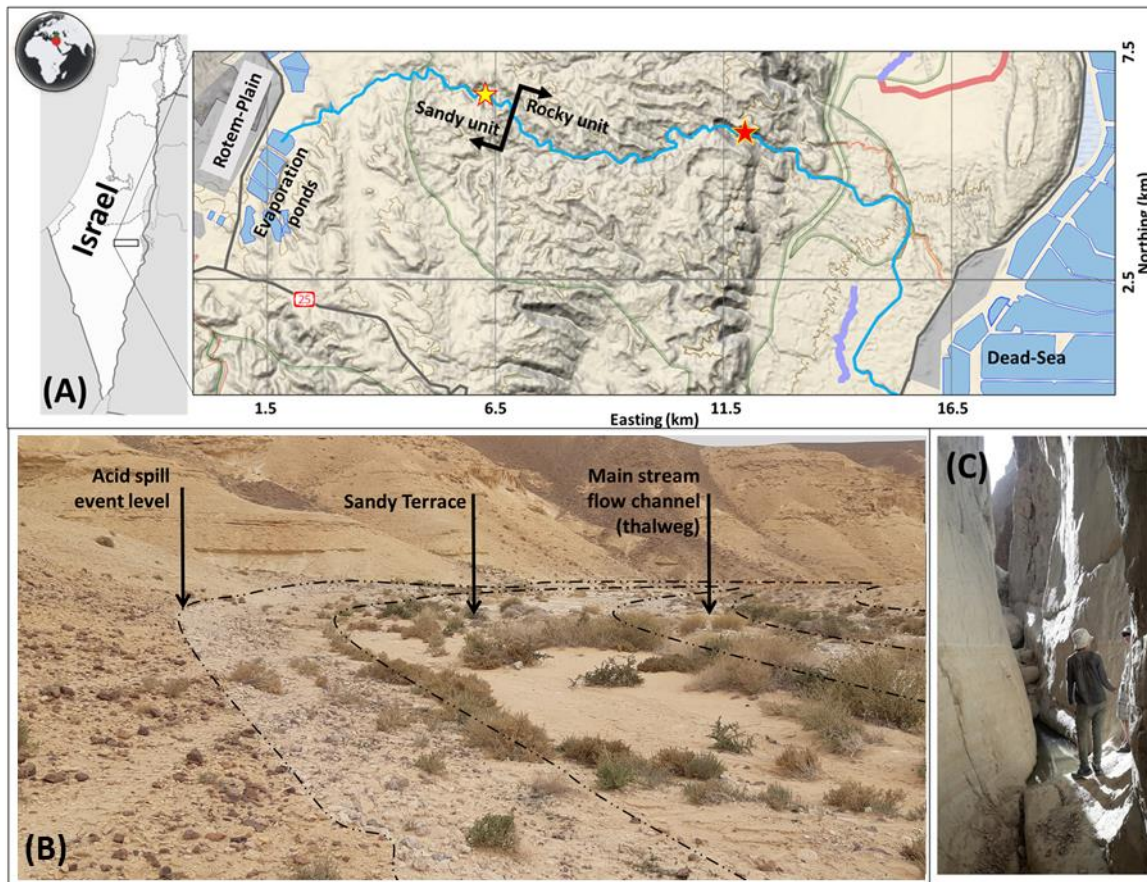 Israel
(A)
Rotem-Plain
Evaporation
ponds
Sandy unit
Rocky unit
25
Dead-Sea
7.5
2.5
Northing (km)
1.5
6.5
11.5
16.5
Easting (km)
Acid spill
event level
Sandy Terrace
Main stream
flow channel
(thalweg)
(B)
(C)